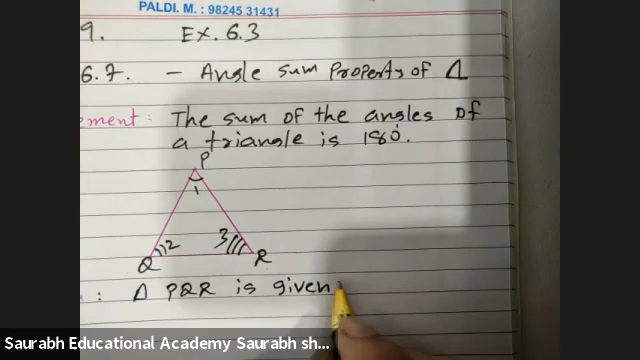 PALDI. M. : 98245 31431
9. Ex. 6.3
6.7. - Angle sum property of Δ
ement: The sum of the angles of
a triangle is 180°.
P
1
2
3
Q
R
: Δ PQR is given
Saurabh Educational Academy Saurabh sh...